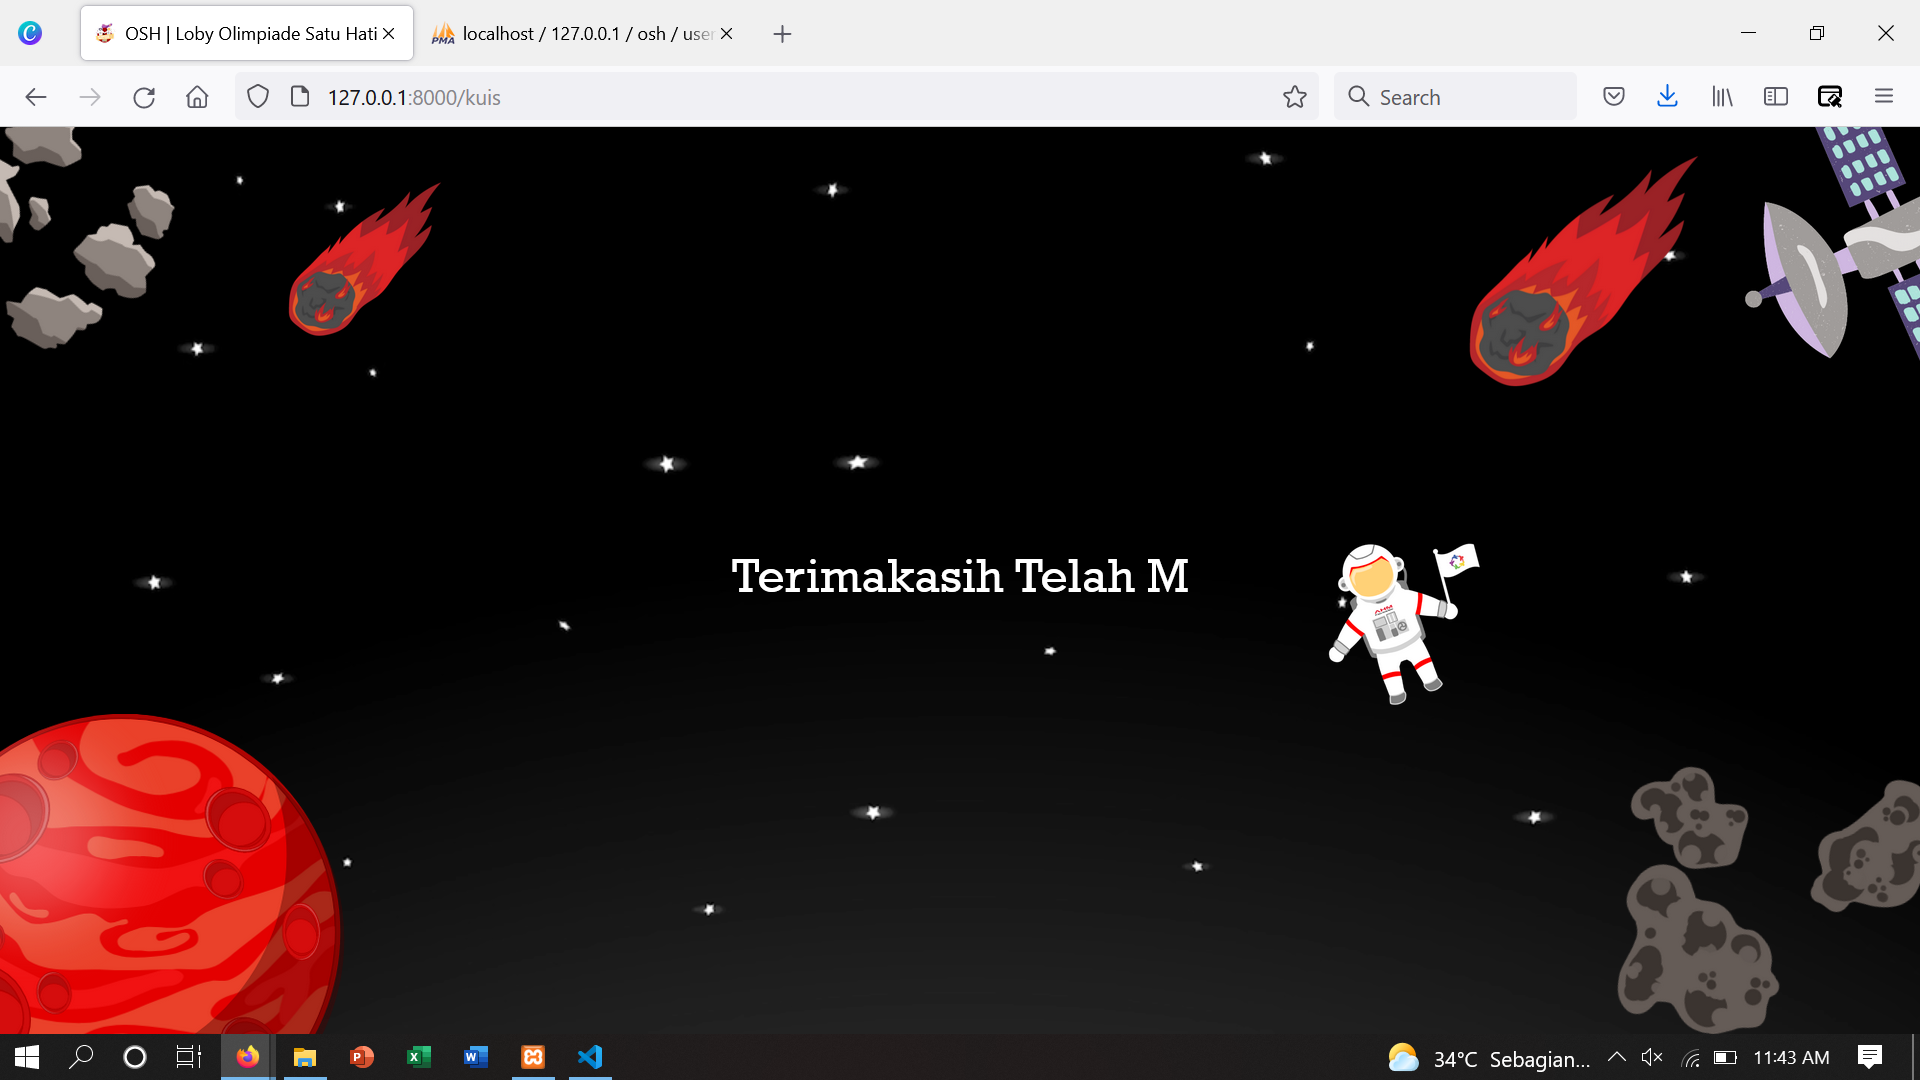 OSH | Loby Olimpiade Satu Hati
localhost / 127.0.0.1 / osh / user
127.0.0.1:8000/kuis
Search
Terimakasih Telah M
AHM
34°C Sebagian...
11:43 AM